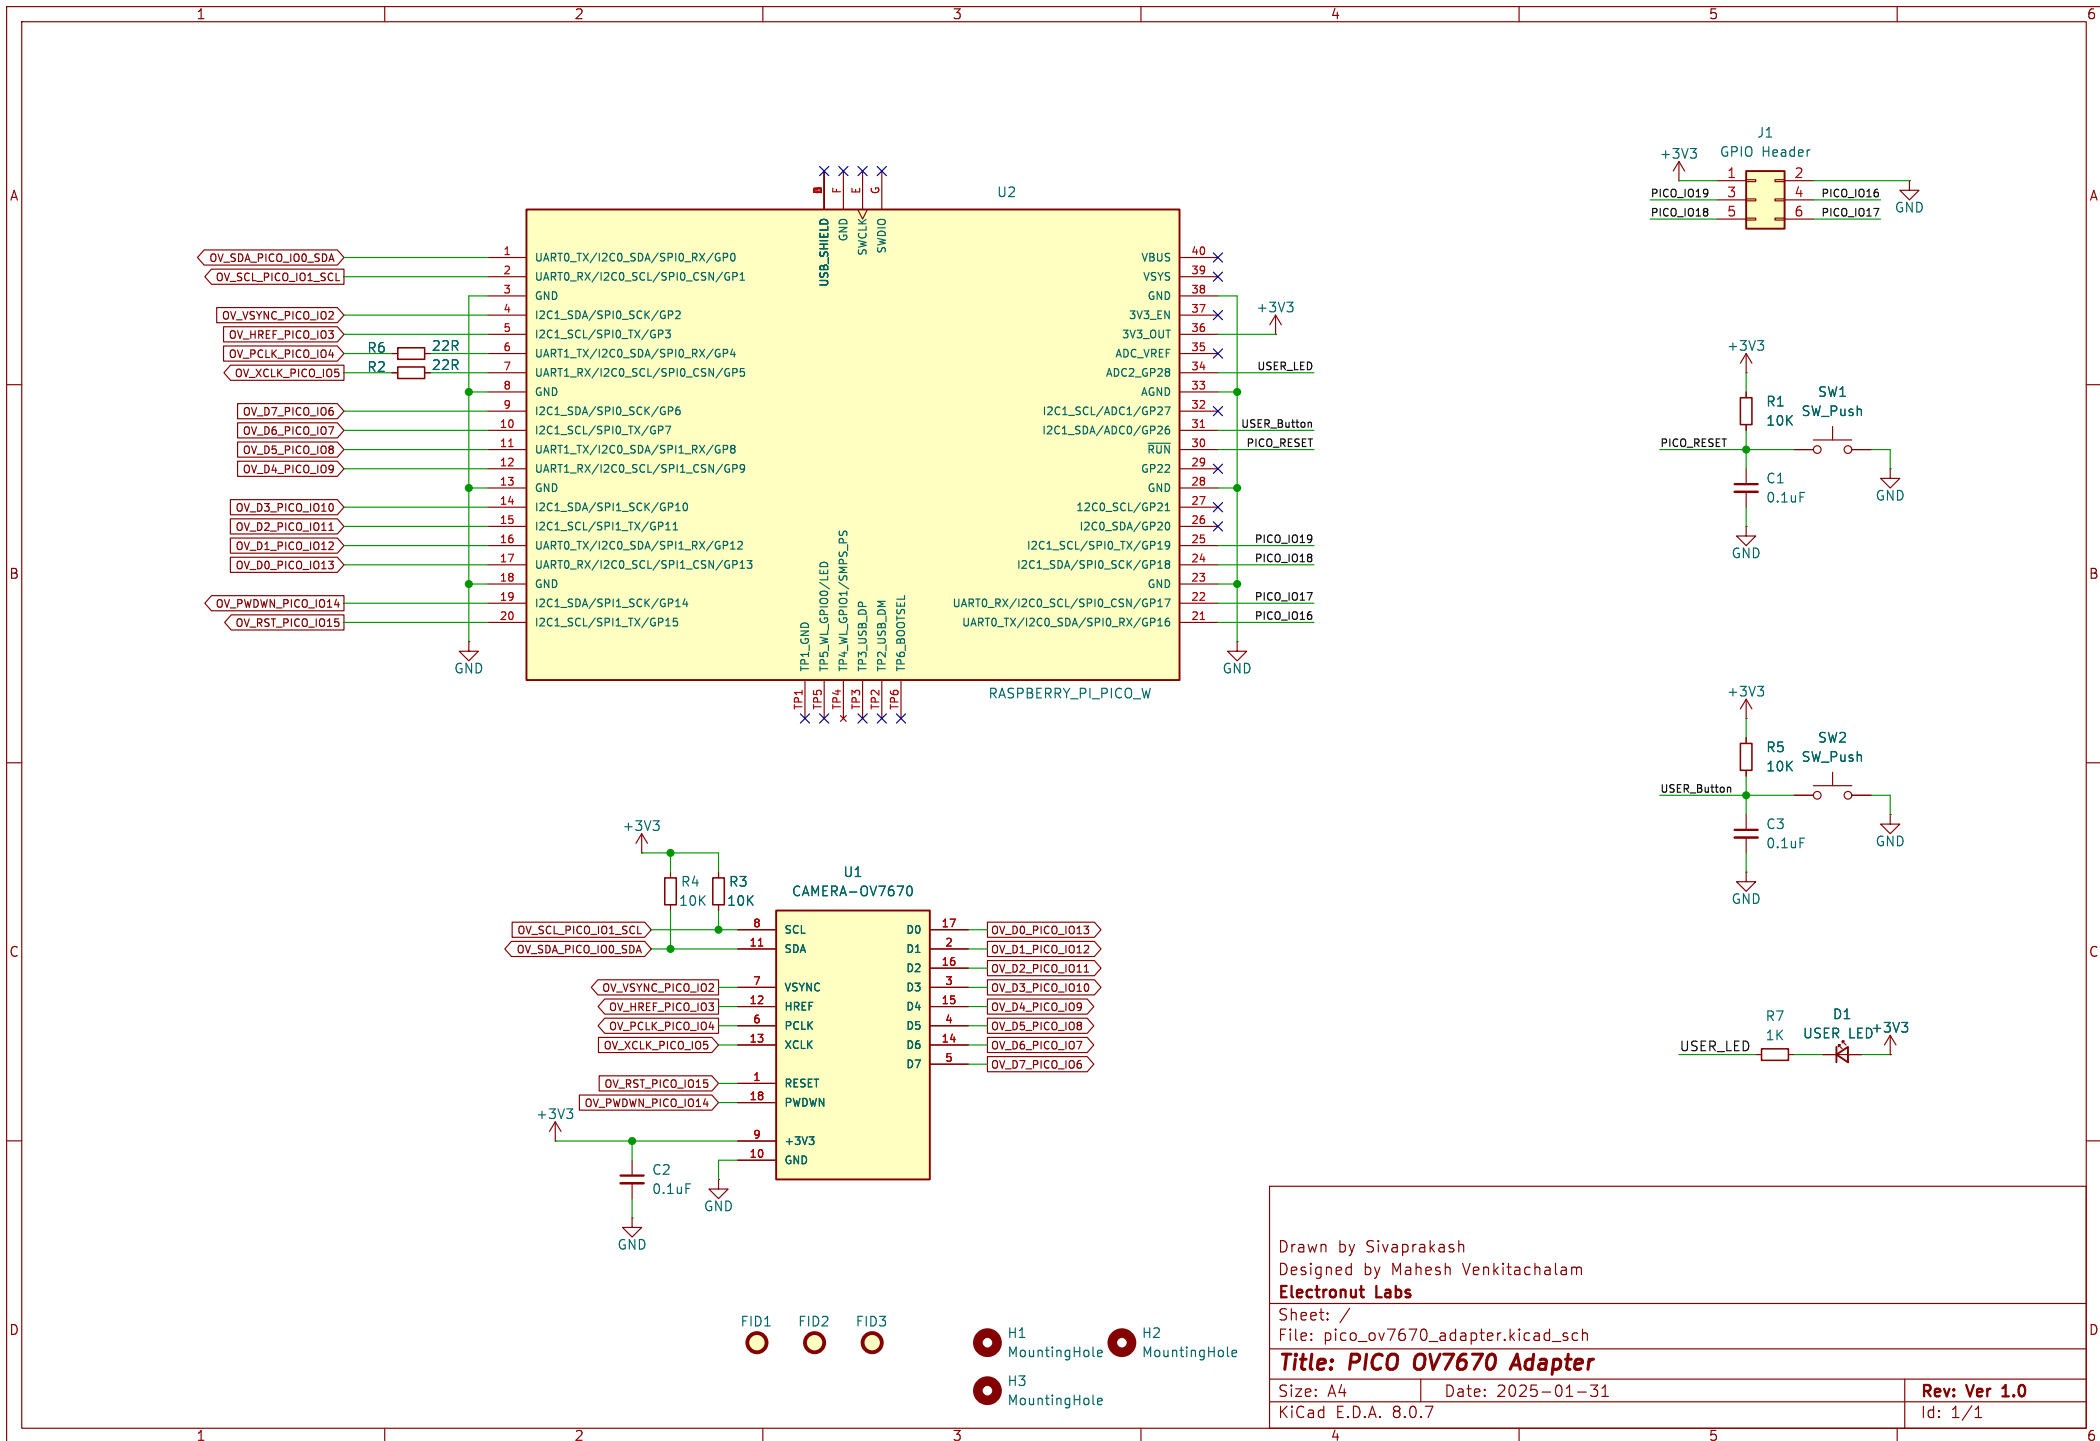 1 2 3 4 5 6
A
B
C
D
A
B
C
D
1 2 3 4 5 6
U2
RASPBERRY_PI_PICO_W
F
E
G
USB_SHIELD
GND
SWCLK
SWDIO
OV_SDA_PICO_IO0_SDA 1 UART0_TX/I2C0_SDA/SPI0_RX/GP0
OV_SCL_PICO_IO1_SCL 2 UART0_RX/I2C0_SCL/SPI0_CSN/GP1
3 GND
OV_VSYNC_PICO_IO2 4 I2C1_SDA/SPI0_SCK/GP2
OV_HREF_PICO_IO3 5 I2C1_SCL/SPI0_TX/GP3
OV_PCLK_PICO_IO4 R6 22R 6 UART1_TX/I2C0_SDA/SPI0_RX/GP4
OV_XCLK_PICO_IO5 R2 22R 7 UART1_RX/I2C0_SCL/SPI0_CSN/GP5
8 GND
OV_D7_PICO_IO6 9 I2C1_SDA/SPI0_SCK/GP6
OV_D6_PICO_IO7 10 I2C1_SCL/SPI0_TX/GP7
OV_D5_PICO_IO8 11 UART1_TX/I2C0_SDA/SPI1_RX/GP8
OV_D4_PICO_IO9 12 UART1_RX/I2C0_SCL/SPI1_CSN/GP9
13 GND
OV_D3_PICO_IO10 14 I2C1_SDA/SPI1_SCK/GP10
OV_D2_PICO_IO11 15 I2C1_SCL/SPI1_TX/GP11
OV_D1_PICO_IO12 16 UART0_TX/I2C0_SDA/SPI1_RX/GP12
OV_D0_PICO_IO13 17 UART0_RX/I2C0_SCL/SPI1_CSN/GP13
18 GND
OV_PWDWN_PICO_IO14 19 I2C1_SDA/SPI1_SCK/GP14
OV_RST_PICO_IO15 20 I2C1_SCL/SPI1_TX/GP15
GND
VBUS 40
VSYS 39
GND 38
3V3_EN 37
+3V3
3V3_OUT 36
ADC_VREF 35
ADC2_GP28 34 USER_LED
AGND 33
I2C1_SCL/ADC1/GP27 32
I2C1_SDA/ADC0/GP26 31 USER_Button
RUN 30 PICO_RESET
GP22 29
GND 28
12C0_SCL/GP21 27
I2C0_SDA/GP20 26
I2C1_SCL/SPI0_TX/GP19 25 PICO_IO19
I2C1_SDA/SPI0_SCK/GP18 24 PICO_IO18
GND 23
UART0_RX/I2C0_SCL/SPI0_CSN/GP17 22 PICO_IO17
UART0_TX/I2C0_SDA/SPI0_RX/GP16 21 PICO_IO16
GND
TP1_GND
TP5_WL_GPIO0/LED
TP4_WL_GPIO1/SMPS_PS
TP3_USB_DP
TP2_USB_DM
TP6_BOOTSEL
TP1
TP5
TP4
TP3
TP2
TP6
J1
GPIO Header
+3V3
1 2
PICO_IO19 3 4 PICO_IO16
PICO_IO18 5 6 PICO_IO17
GND
+3V3
R1
10K
SW1
SW_Push
PICO_RESET
C1
0.1uF
GND
GND
+3V3
R5
10K
SW2
SW_Push
USER_Button
C3
0.1uF
GND
GND
R7
1K
D1
USER_LED
+3V3
USER_LED
+3V3
R4
10K
R3
10K
U1
CAMERA-OV7670
OV_SCL_PICO_IO1_SCL 8 SCL
OV_SDA_PICO_IO0_SDA 11 SDA
OV_VSYNC_PICO_IO2 7 VSYNC
OV_HREF_PICO_IO3 12 HREF
OV_PCLK_PICO_IO4 6 PCLK
OV_XCLK_PICO_IO5 13 XCLK
OV_RST_PICO_IO15 1 RESET
OV_PWDWN_PICO_IO14 18 PWDWN
+3V3
9 +3V3
10 GND
C2
0.1uF
GND
GND
D0 17 OV_D0_PICO_IO13
D1 2 OV_D1_PICO_IO12
D2 16 OV_D2_PICO_IO11
D3 3 OV_D3_PICO_IO10
D4 15 OV_D4_PICO_IO9
D5 4 OV_D5_PICO_IO8
D6 14 OV_D6_PICO_IO7
D7 5 OV_D7_PICO_IO6
FID1 FID2 FID3
H1
MountingHole
H2
MountingHole
H3
MountingHole
Drawn by Sivaprakash
Designed by Mahesh Venkitachalam
Electronut Labs
Sheet: /
File: pico_ov7670_adapter.kicad_sch
Title: PICO OV7670 Adapter
Size: A4 Date: 2025-01-31 Rev: Ver 1.0
KiCad E.D.A. 8.0.7 Id: 1/1